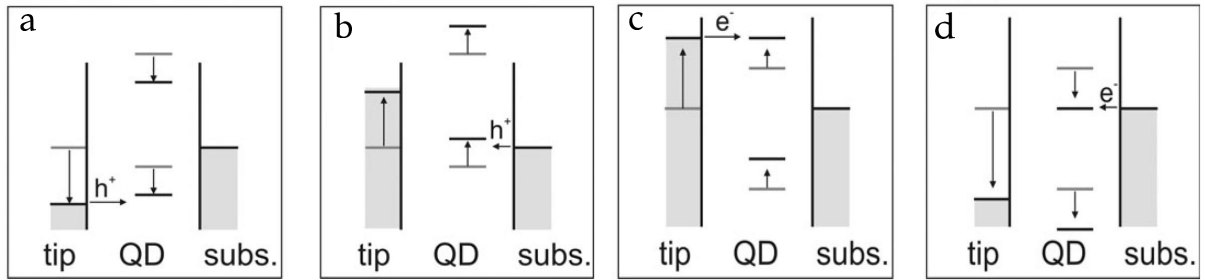 a
h+
tip QD subs.
b
h+
tip QD subs.
c
e-
tip QD subs.
d
e-
tip QD subs.